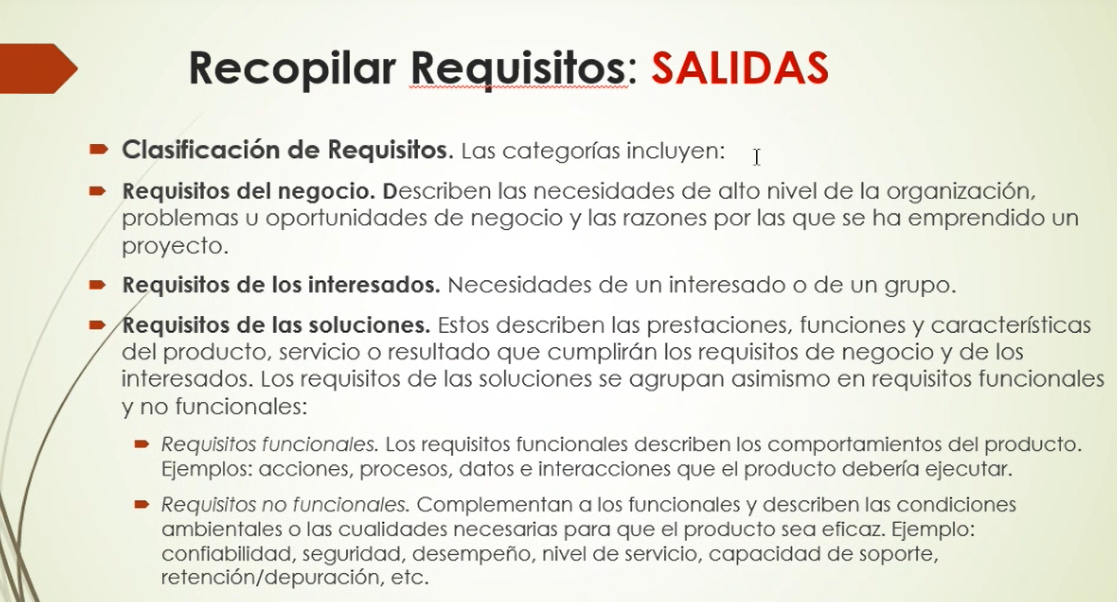 Recopilar Requisitos: SALIDAS
Clasificación de Requisitos. Las categorías incluyen:
Requisitos del negocio. Describen las necesidades de alto nivel de la organización,
problemas u oportunidades de negocio y las razones por las que se ha emprendido un
proyecto.
Requisitos de los interesados. Necesidades de un interesado o de un grupo.
Requisitos de las soluciones. Estos describen las prestaciones, funciones y características
del producto, servicio o resultado que cumplirán los requisitos de negocio y de los
interesados. Los requisitos de las soluciones se agrupan asimismo en requisitos funcionales
y no funcionales:
Requisitos funcionales. Los requisitos funcionales describen los comportamientos del producto.
Ejemplos: acciones, procesos, datos e interacciones que el producto debería ejecutar.
Requisitos no funcionales. Complementan a los funcionales y describen las condiciones
ambientales o las cualidades necesarias para que el producto sea eficaz. Ejemplo:
confiabilidad, seguridad, desempeño, nivel de servicio, capacidad de soporte,
retención/depuración, etc.